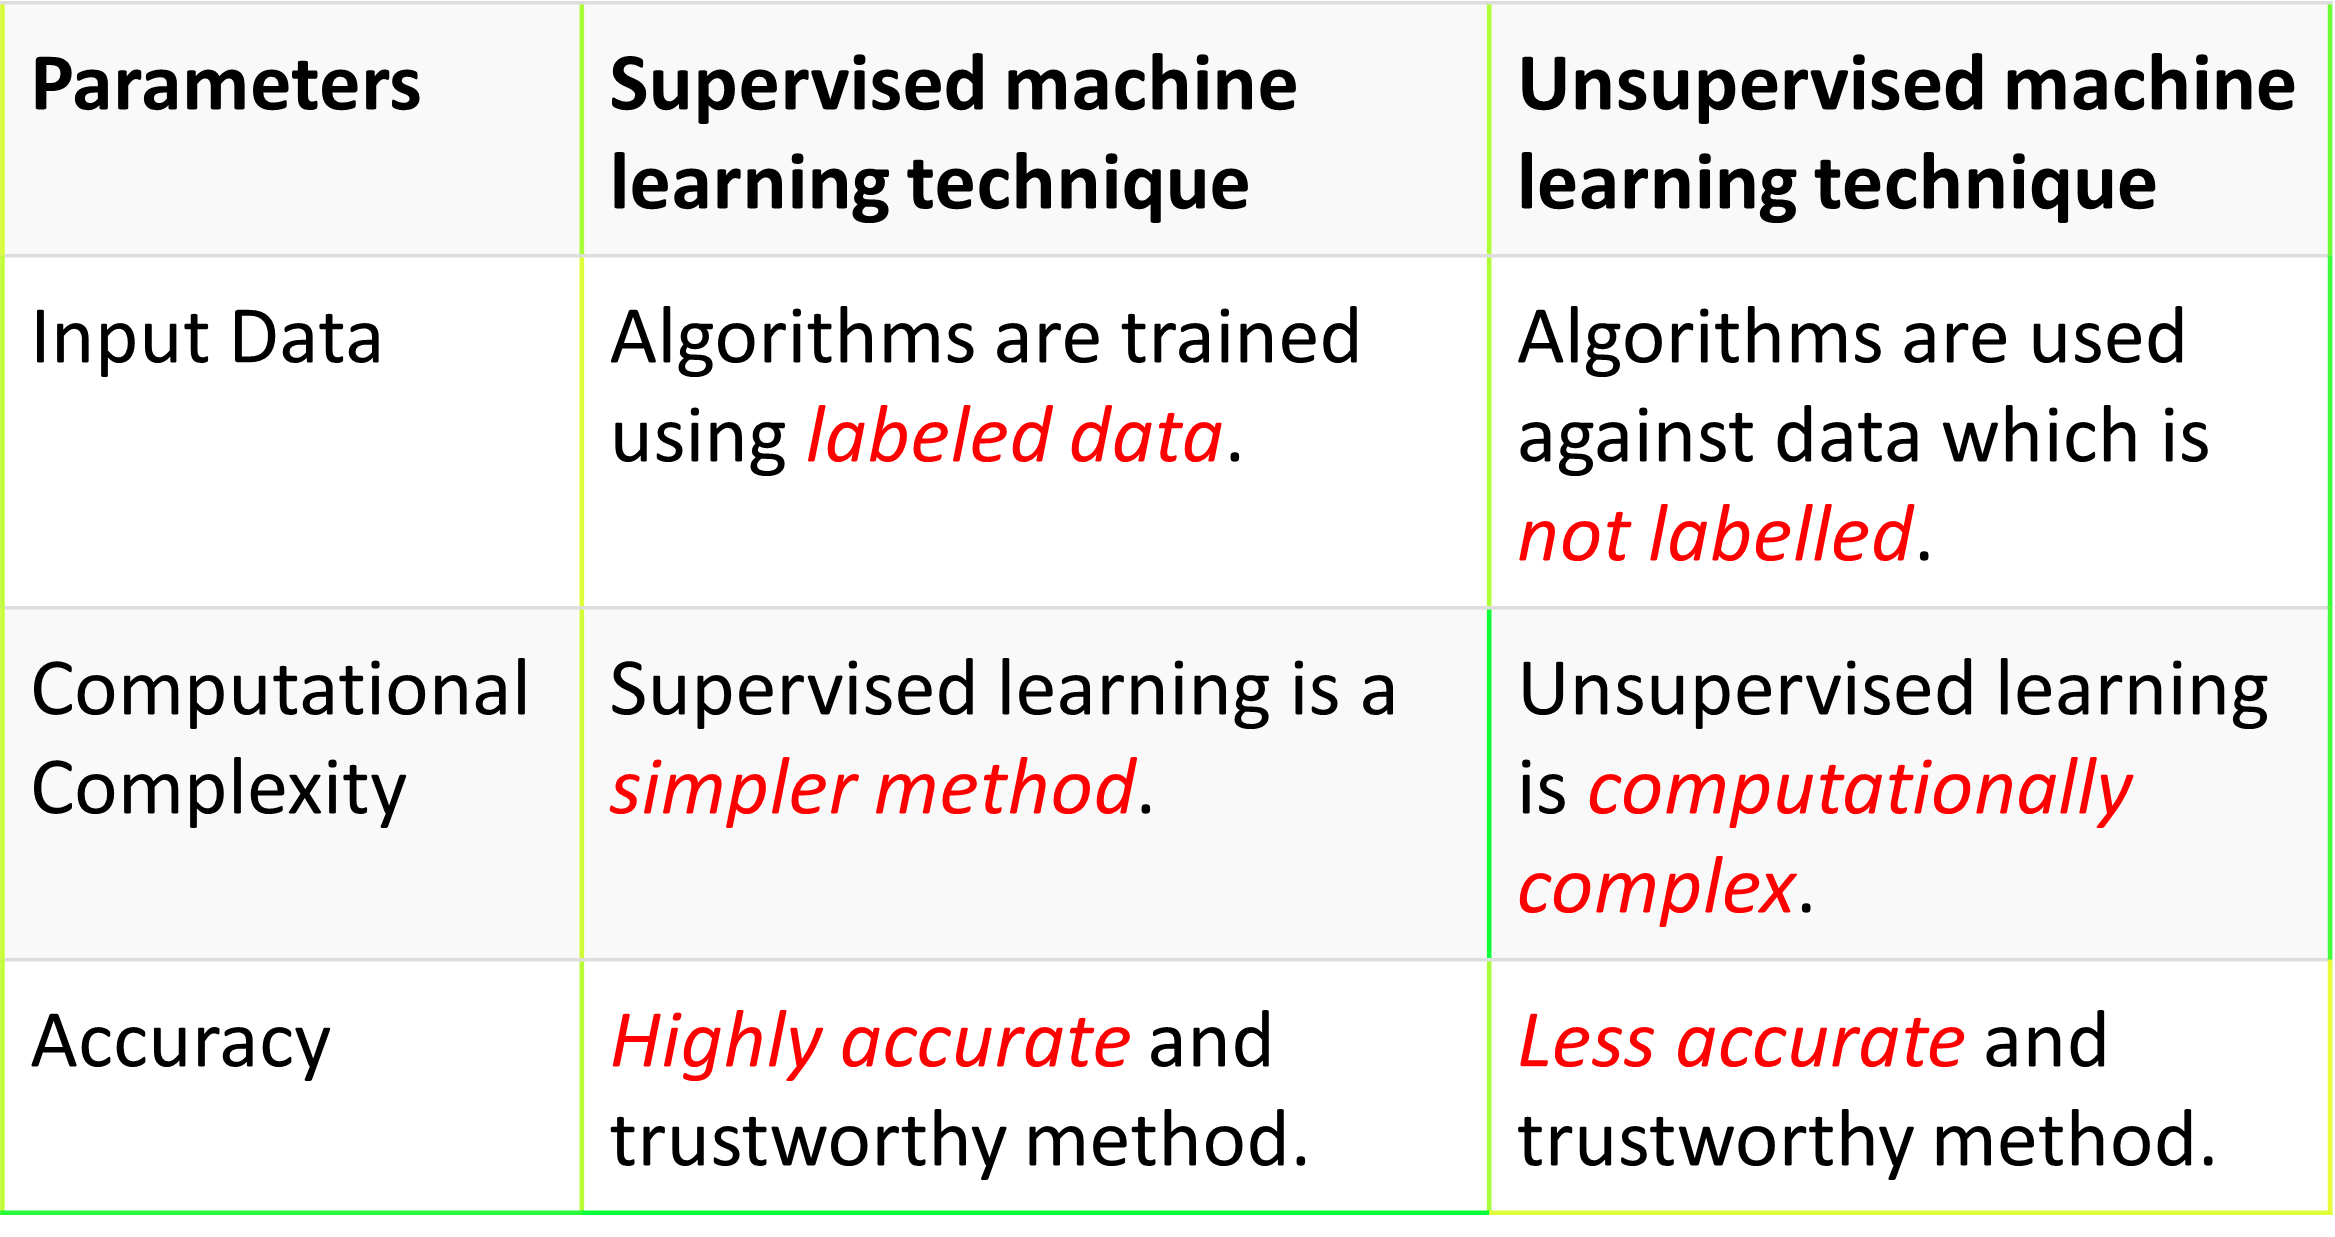 Parameters
Supervised machine
learning technique
Unsupervised machine
learning technique
Input Data
Algorithms are trained
using labeled data.
Algorithms are used
against data which is
not labelled.
Computational
Complexity
Supervised learning is a
simpler method.
Unsupervised learning
is computationally
complex.
Accuracy
Highly accurate and
trustworthy method.
Less accurate and
trustworthy method.